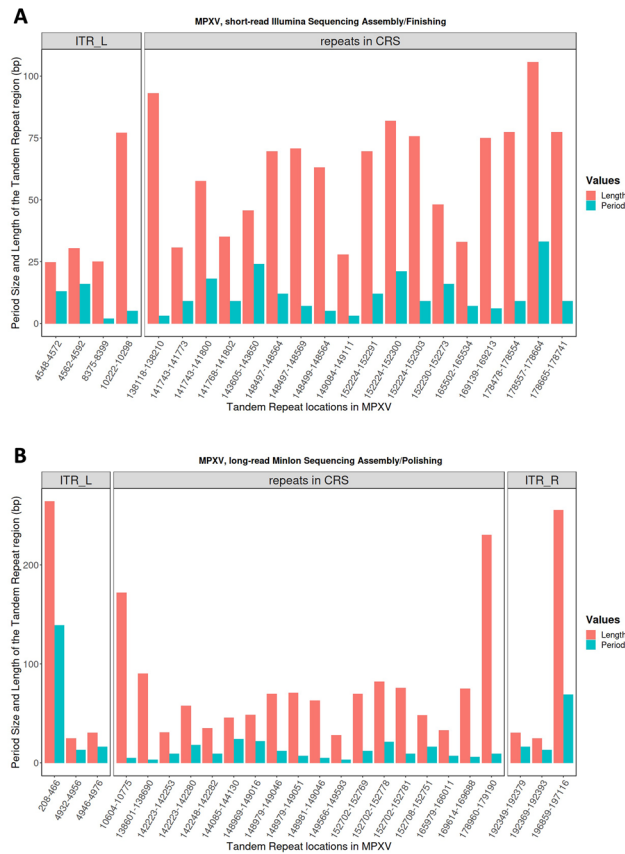 A
MPXV, short-read Illumina Sequencing Assembly/Finishing
ITR_L
repeats in CRS
Period Size and Length of the Tandem Repeat region (bp)
100
75
50
25
0
Values
Length
Period
4548-4572
4562-4592
8375-8399
10222-10298
138118-138210
141743-141773
141743-141800
141768-141802
143605-143650
148497-148564
148497-148569
148499-148564
149084-149111
152224-152291
152224-152300
152224-152303
152230-152273
165502-165534
169139-169213
178478-178554
178557-178664
178665-178741
Tandem Repeat locations in MPXV
B
MPXV, long-read MinIon Sequencing Assembly/Polishing
ITR_L
repeats in CRS
ITR_R
Period Size and Length of the Tandem Repeat region (bp)
200
100
0
Values
Length
Period
208-466
4932-4956
4946-4976
10604-10775
138601-138690
142223-142253
142223-142280
142248-142282
144085-144130
148969-149016
148979-149046
148979-149051
148981-149046
149566-149593
152702-152769
152702-152778
152702-152781
152708-152751
165979-166011
169614-169688
178960-179190
192349-192379
192369-192393
196859-197116
Tandem Repeat locations in MPXV